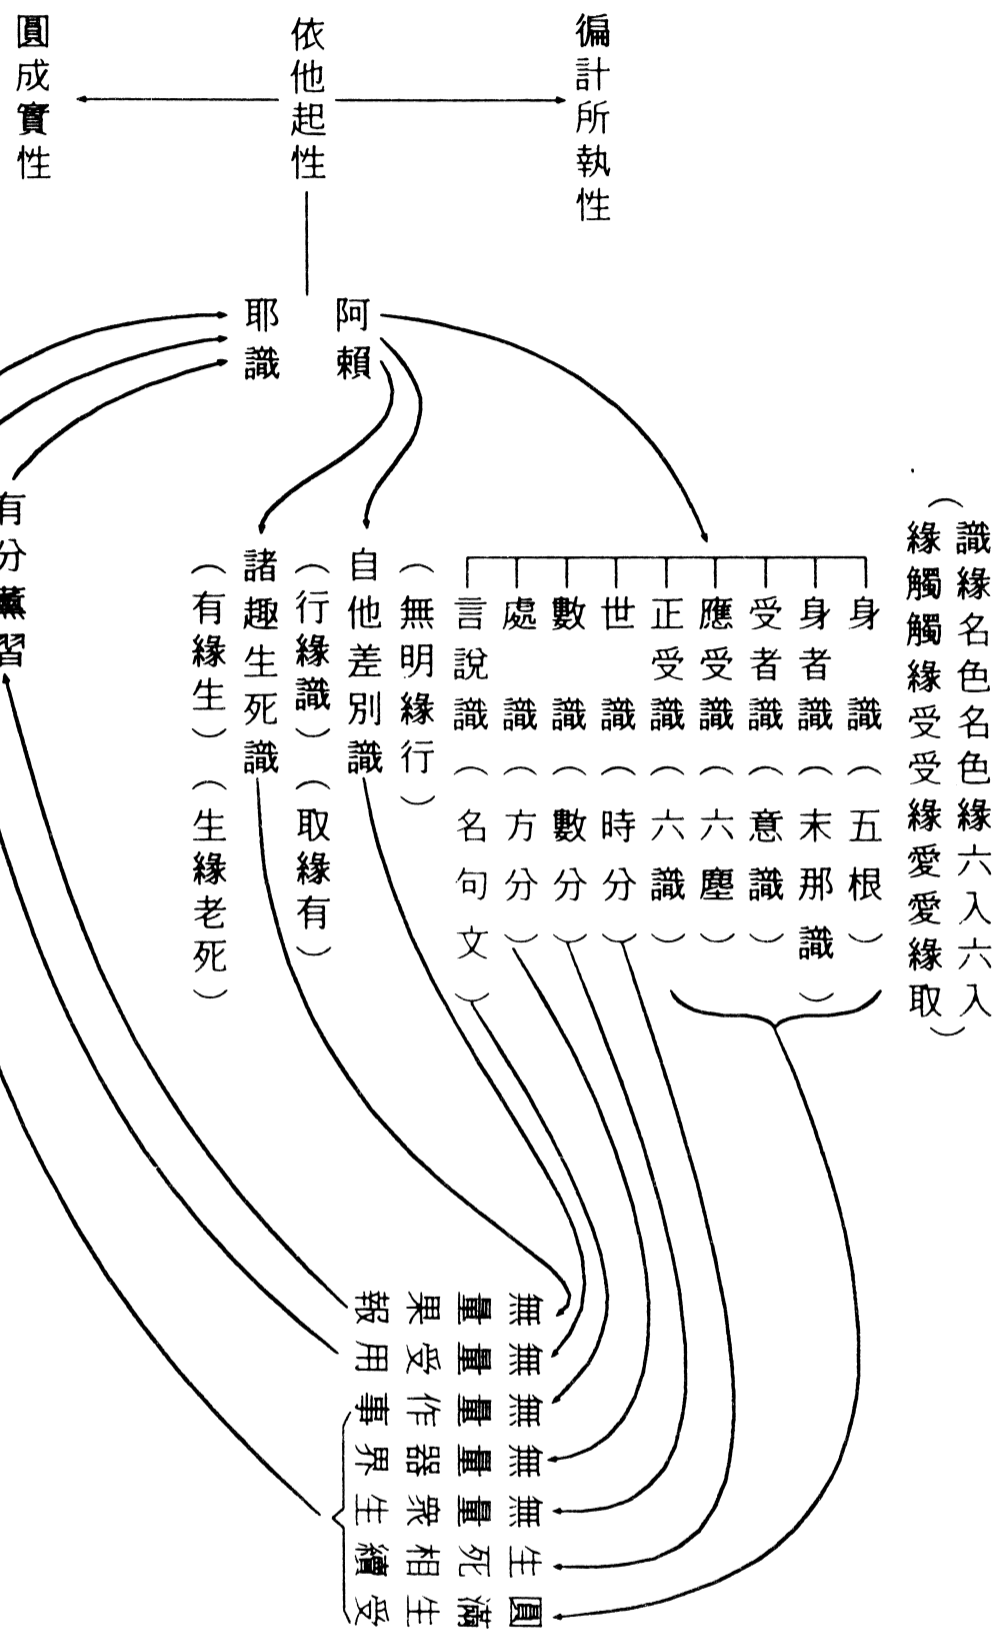 徧計所執性
依他起性
圓成實性
阿賴
耶識
(識緣名色名色緣六入六入
緣觸觸緣受受緣愛愛緣取)
身識(五根)
身者識(末那識)
受者識(意識)
應受識(六塵)
正受識(六識)
世識(時分)
數識(數分)
處識(方分)
言說識(名句文)
(無明緣行)
自他差別識
(行緣識)(取緣有)
諸趣生死識
(有緣生)(生緣老死)
有分薰習
無量果報
無量受用
無量作事
無量器界
無量眾生
生死相續
圓滿生受